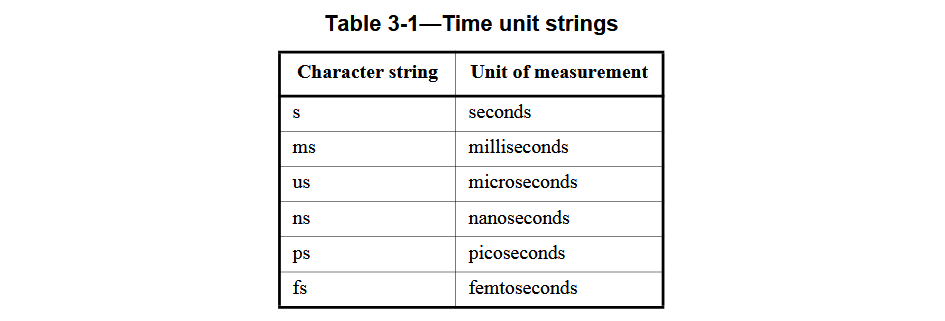 Table 3-1—Time unit strings
Character string Unit of measurement
s seconds
ms milliseconds
us microseconds
ns nanoseconds
ps picoseconds
fs femtoseconds